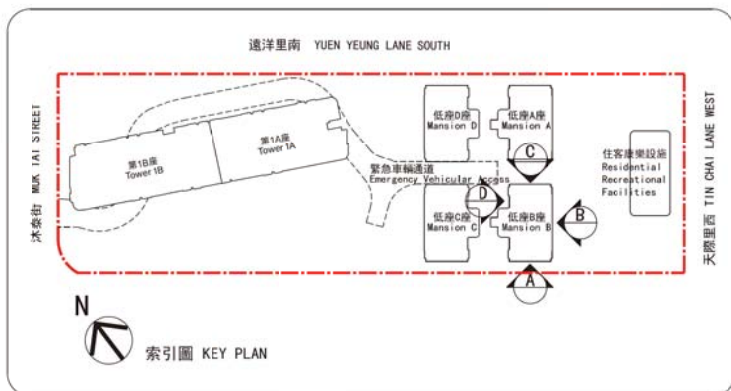 遠洋里南 YUEN YEUNG LANE SOUTH
沐泰街 MUK TAI STREET
第1B座
Tower 1B
第1A座
Tower 1A
低座D座
Mansion D
低座A座
Mansion A
C
緊急車輛通道
Emergency Vehicular Access
D
低座C座
Mansion C
低座B座
Mansion B
B
A
住客康樂設施
Residential
Recreational
Facilities
天際里西 TIN CHAI LANE WEST
N
索引圖 KEY PLAN